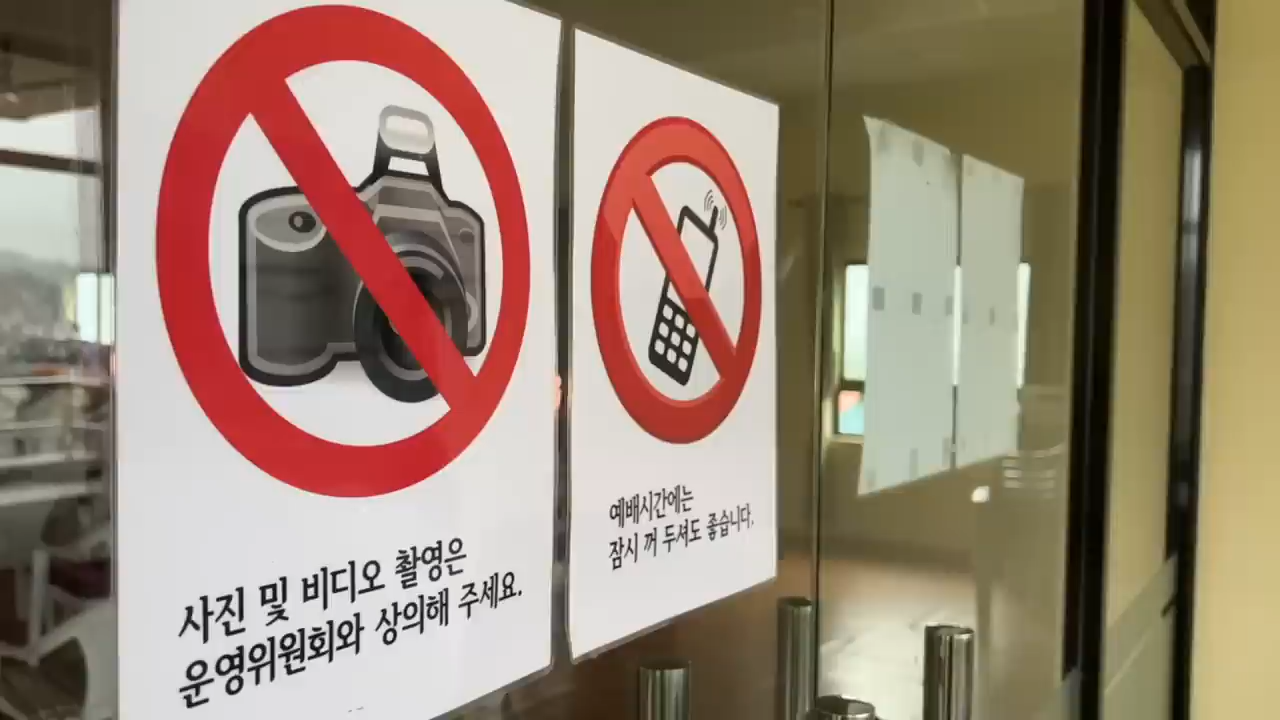 사진 및 비디오 촬영은
운영위원회와 상의해 주세요.
예배시간에는
잠시 꺼 두셔도 좋습니다.